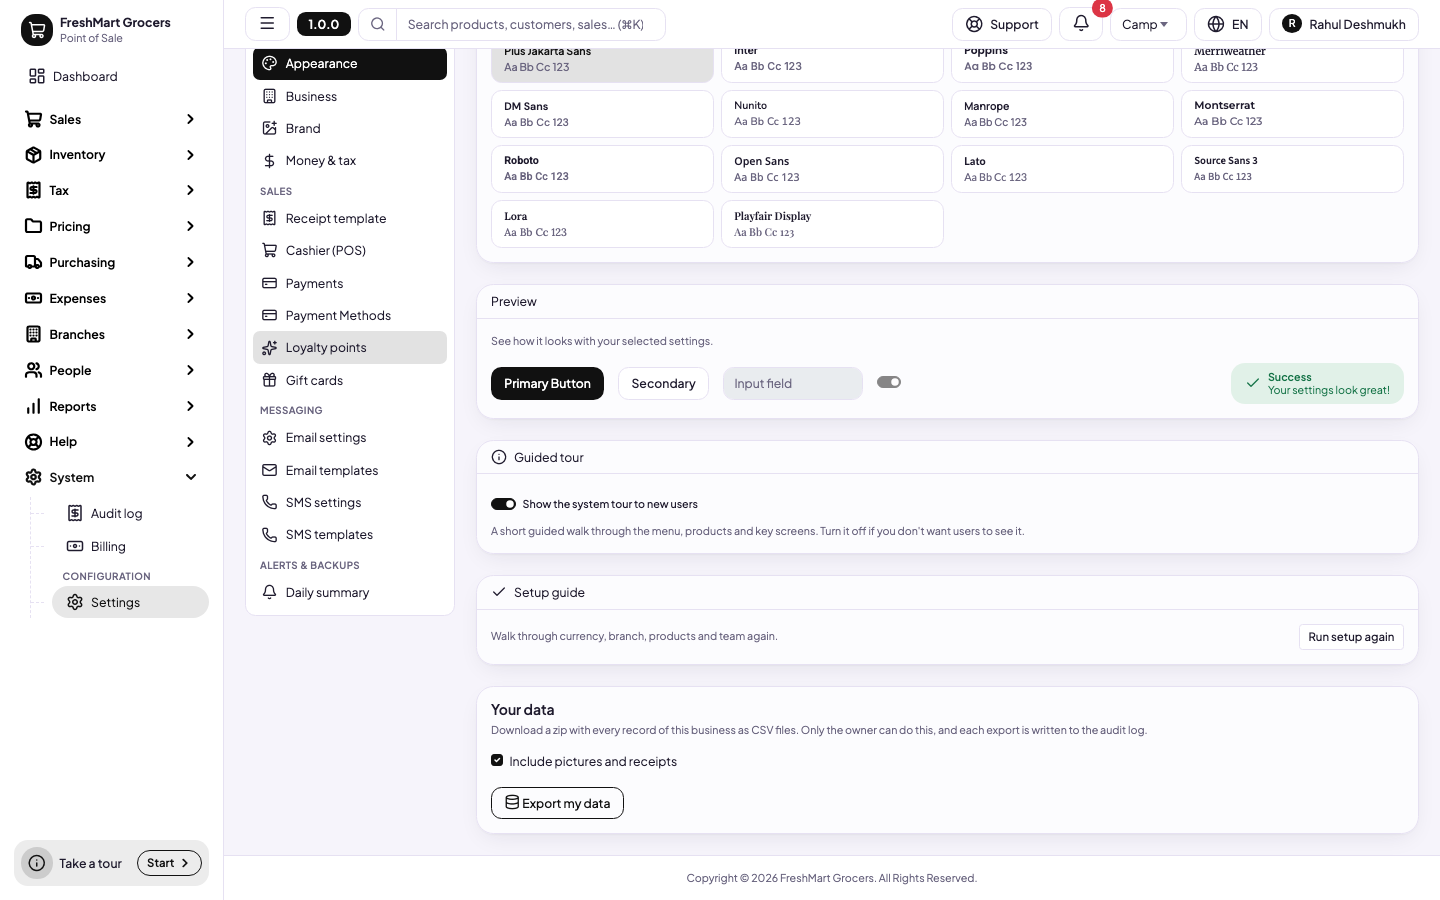 FreshMart Grocers
Point of Sale
Dashboard
Sales
Inventory
Tax
Pricing
Purchasing
Expenses
Branches
People
Reports
Help
System
Audit log
Billing
CONFIGURATION
Settings
Take a tour
Start
1.0.0
Search products, customers, sales... (⌘K)
Support
8
Camp
EN
R
Rahul Deshmukh
Appearance
Business
Brand
Money & tax
SALES
Receipt template
Cashier (POS)
Payments
Payment Methods
Loyalty points
Gift cards
MESSAGING
Email settings
Email templates
SMS settings
SMS templates
ALERTS & BACKUPS
Daily summary
Plus Jakarta Sans
Aa Bb Cc 123
Inter
Aa Bb Cc 123
Poppins
Aa Bb Cc 123
Merriweather
Aa Bb Cc 123
DM Sans
Aa Bb Cc 123
Nunito
Aa Bb Cc 123
Manrope
Aa Bb Cc 123
Montserrat
Aa Bb Cc 123
Roboto
Aa Bb Cc 123
Open Sans
Aa Bb Cc 123
Lato
Aa Bb Cc 123
Source Sans 3
Aa Bb Cc 123
Lora
Aa Bb Cc 123
Playfair Display
Aa Bb Cc 123
Preview
See how it looks with your selected settings.
Primary Button
Secondary
Input field
Success
Your settings look great!
Guided tour
Show the system tour to new users
A short guided walk through the menu, products and key screens. Turn it off if you don't want users to see it.
Setup guide
Walk through currency, branch, products and team again.
Run setup again
Your data
Download a zip with every record of this business as CSV files. Only the owner can do this, and each export is written to the audit log.
Include pictures and receipts
Export my data
Copyright © 2026 FreshMart Grocers. All Rights Reserved.